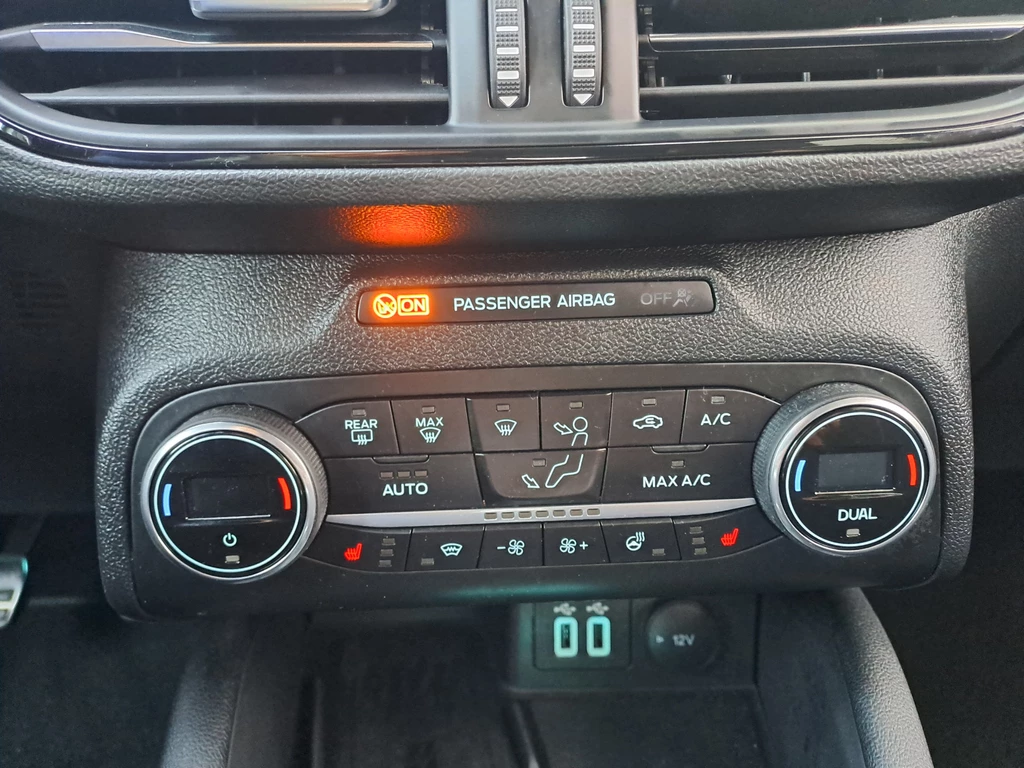 ON PASSENGER AIRBAG OFF
REAR MAX A/C
AUTO MAX A/C
DUAL
- +
12V